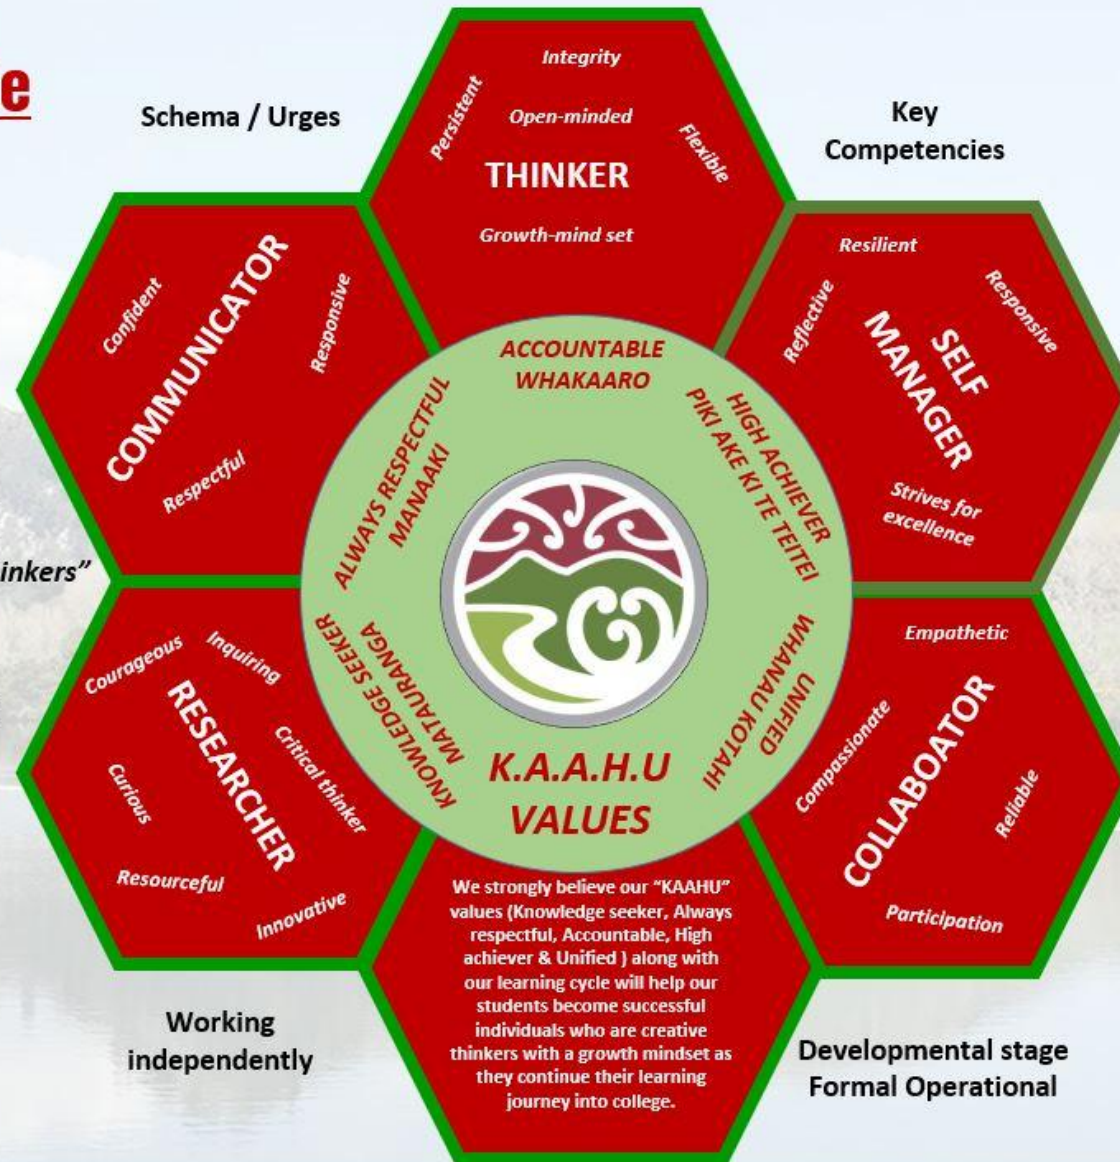 e
Schema / Urges
Key
Competencies
Integrity
Persistent
Open-minded
Flexible
THINKER
Growth-mind set
COMMUNICATOR
Confident
Responsive
Respectful
Resilient
Reflective
Responsive
SELF
MANAGER
Strives for
excellence
ACCOUNTABLE
WHAKAARO
ALWAYS RESPECTFUL
MANAAKI
HIGH ACHIEVER
PIKI AKE KI TE TEITEI
inkers”
KNOWLEDGE SEEKER
MATAURANGA
UNIFIED
WHANAU KOTAHI
K.A.A.H.U
VALUES
Courageous
Inquiring
RESEARCHER
Critical thinker
Curious
Resourceful
Innovative
Empathetic
Compassionate
COLLABOATOR
Reliable
Participation
We strongly believe our “KAAHU”
values (Knowledge seeker, Always
respectful, Accountable, High
achiever & Unified ) along with
our learning cycle will help our
students become successful
individuals who are creative
thinkers with a growth mindset as
they continue their learning
journey into college.
Working
independently
Developmental stage
Formal Operational